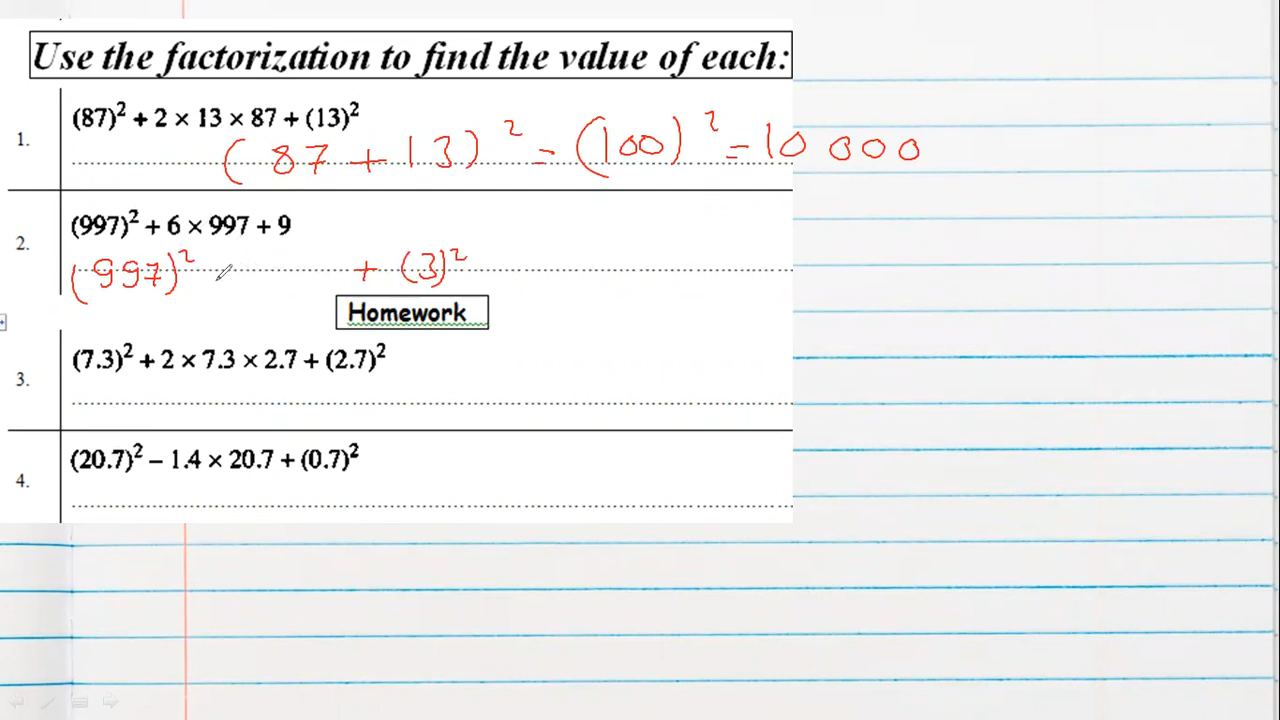 Use the factorization to find the value of each:
1. (87)² + 2 × 13 × 87 + (13)²
(87 + 13)² = (100)² = 10 000
2. (997)² + 6 × 997 + 9
(997)² + (3)²
Homework
3. (7.3)² + 2 × 7.3 × 2.7 + (2.7)²
4. (20.7)² – 1.4 × 20.7 + (0.7)²